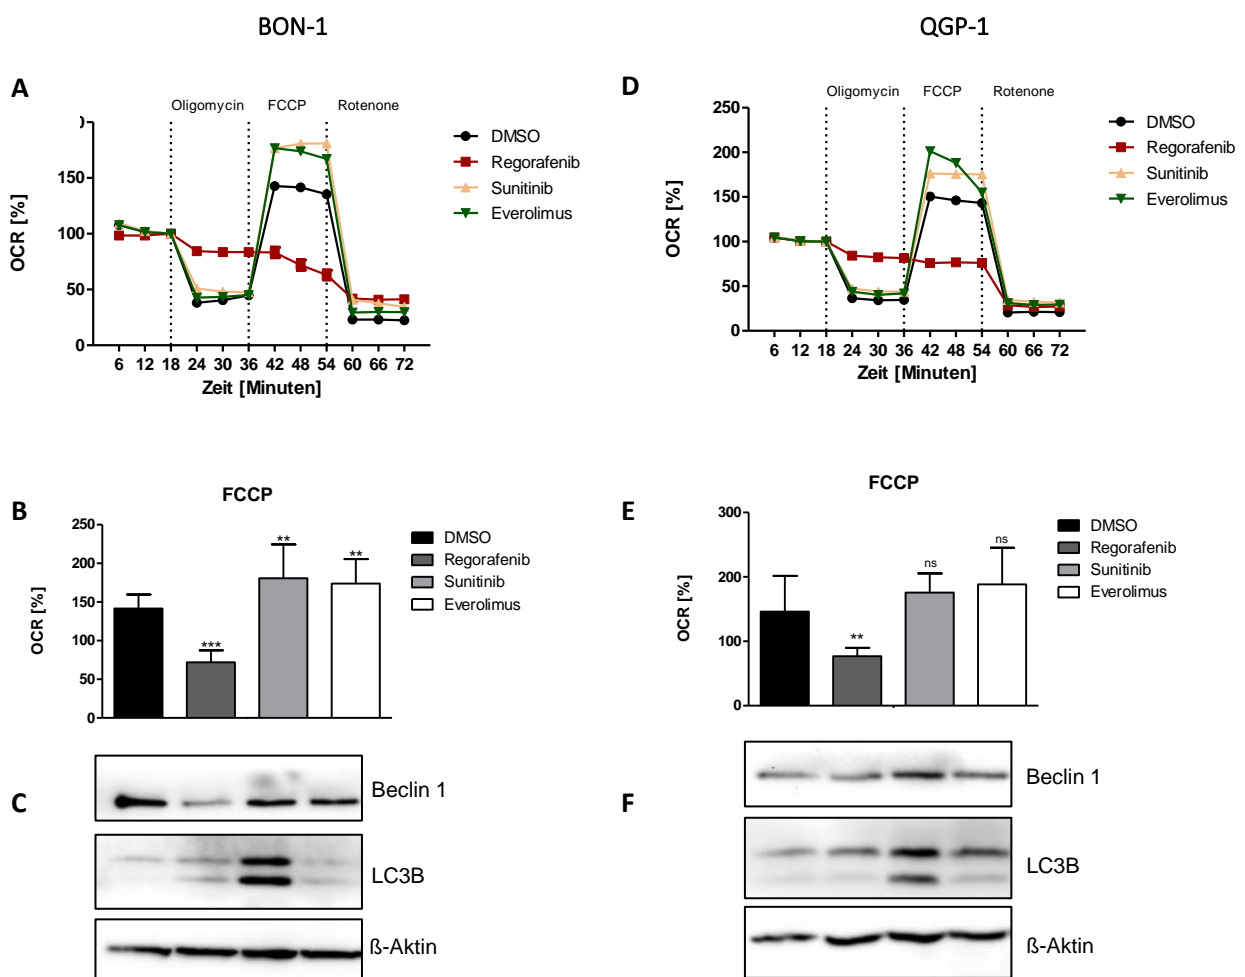 BON-1
QGP-1
A
Oligomycin FCCP Rotenone
OCR [%]
150
100
50
0
6 12 18 24 30 36 42 48 54 60 66 72
Zeit [Minuten]
DMSO
Regorafenib
Sunitinib
Everolimus
D
Oligomycin FCCP Rotenone
OCR [%]
250
200
150
100
50
0
6 12 18 24 30 36 42 48 54 60 66 72
Zeit [Minuten]
DMSO
Regorafenib
Sunitinib
Everolimus
B
FCCP
OCR [%]
250
200
150
100
50
0
***
**
**
DMSO
Regorafenib
Sunitinib
Everolimus
E
FCCP
OCR [%]
300
200
100
0
**
ns
ns
DMSO
Regorafenib
Sunitinib
Everolimus
C
Beclin 1
LC3B
ß-Aktin
F
Beclin 1
LC3B
ß-Aktin